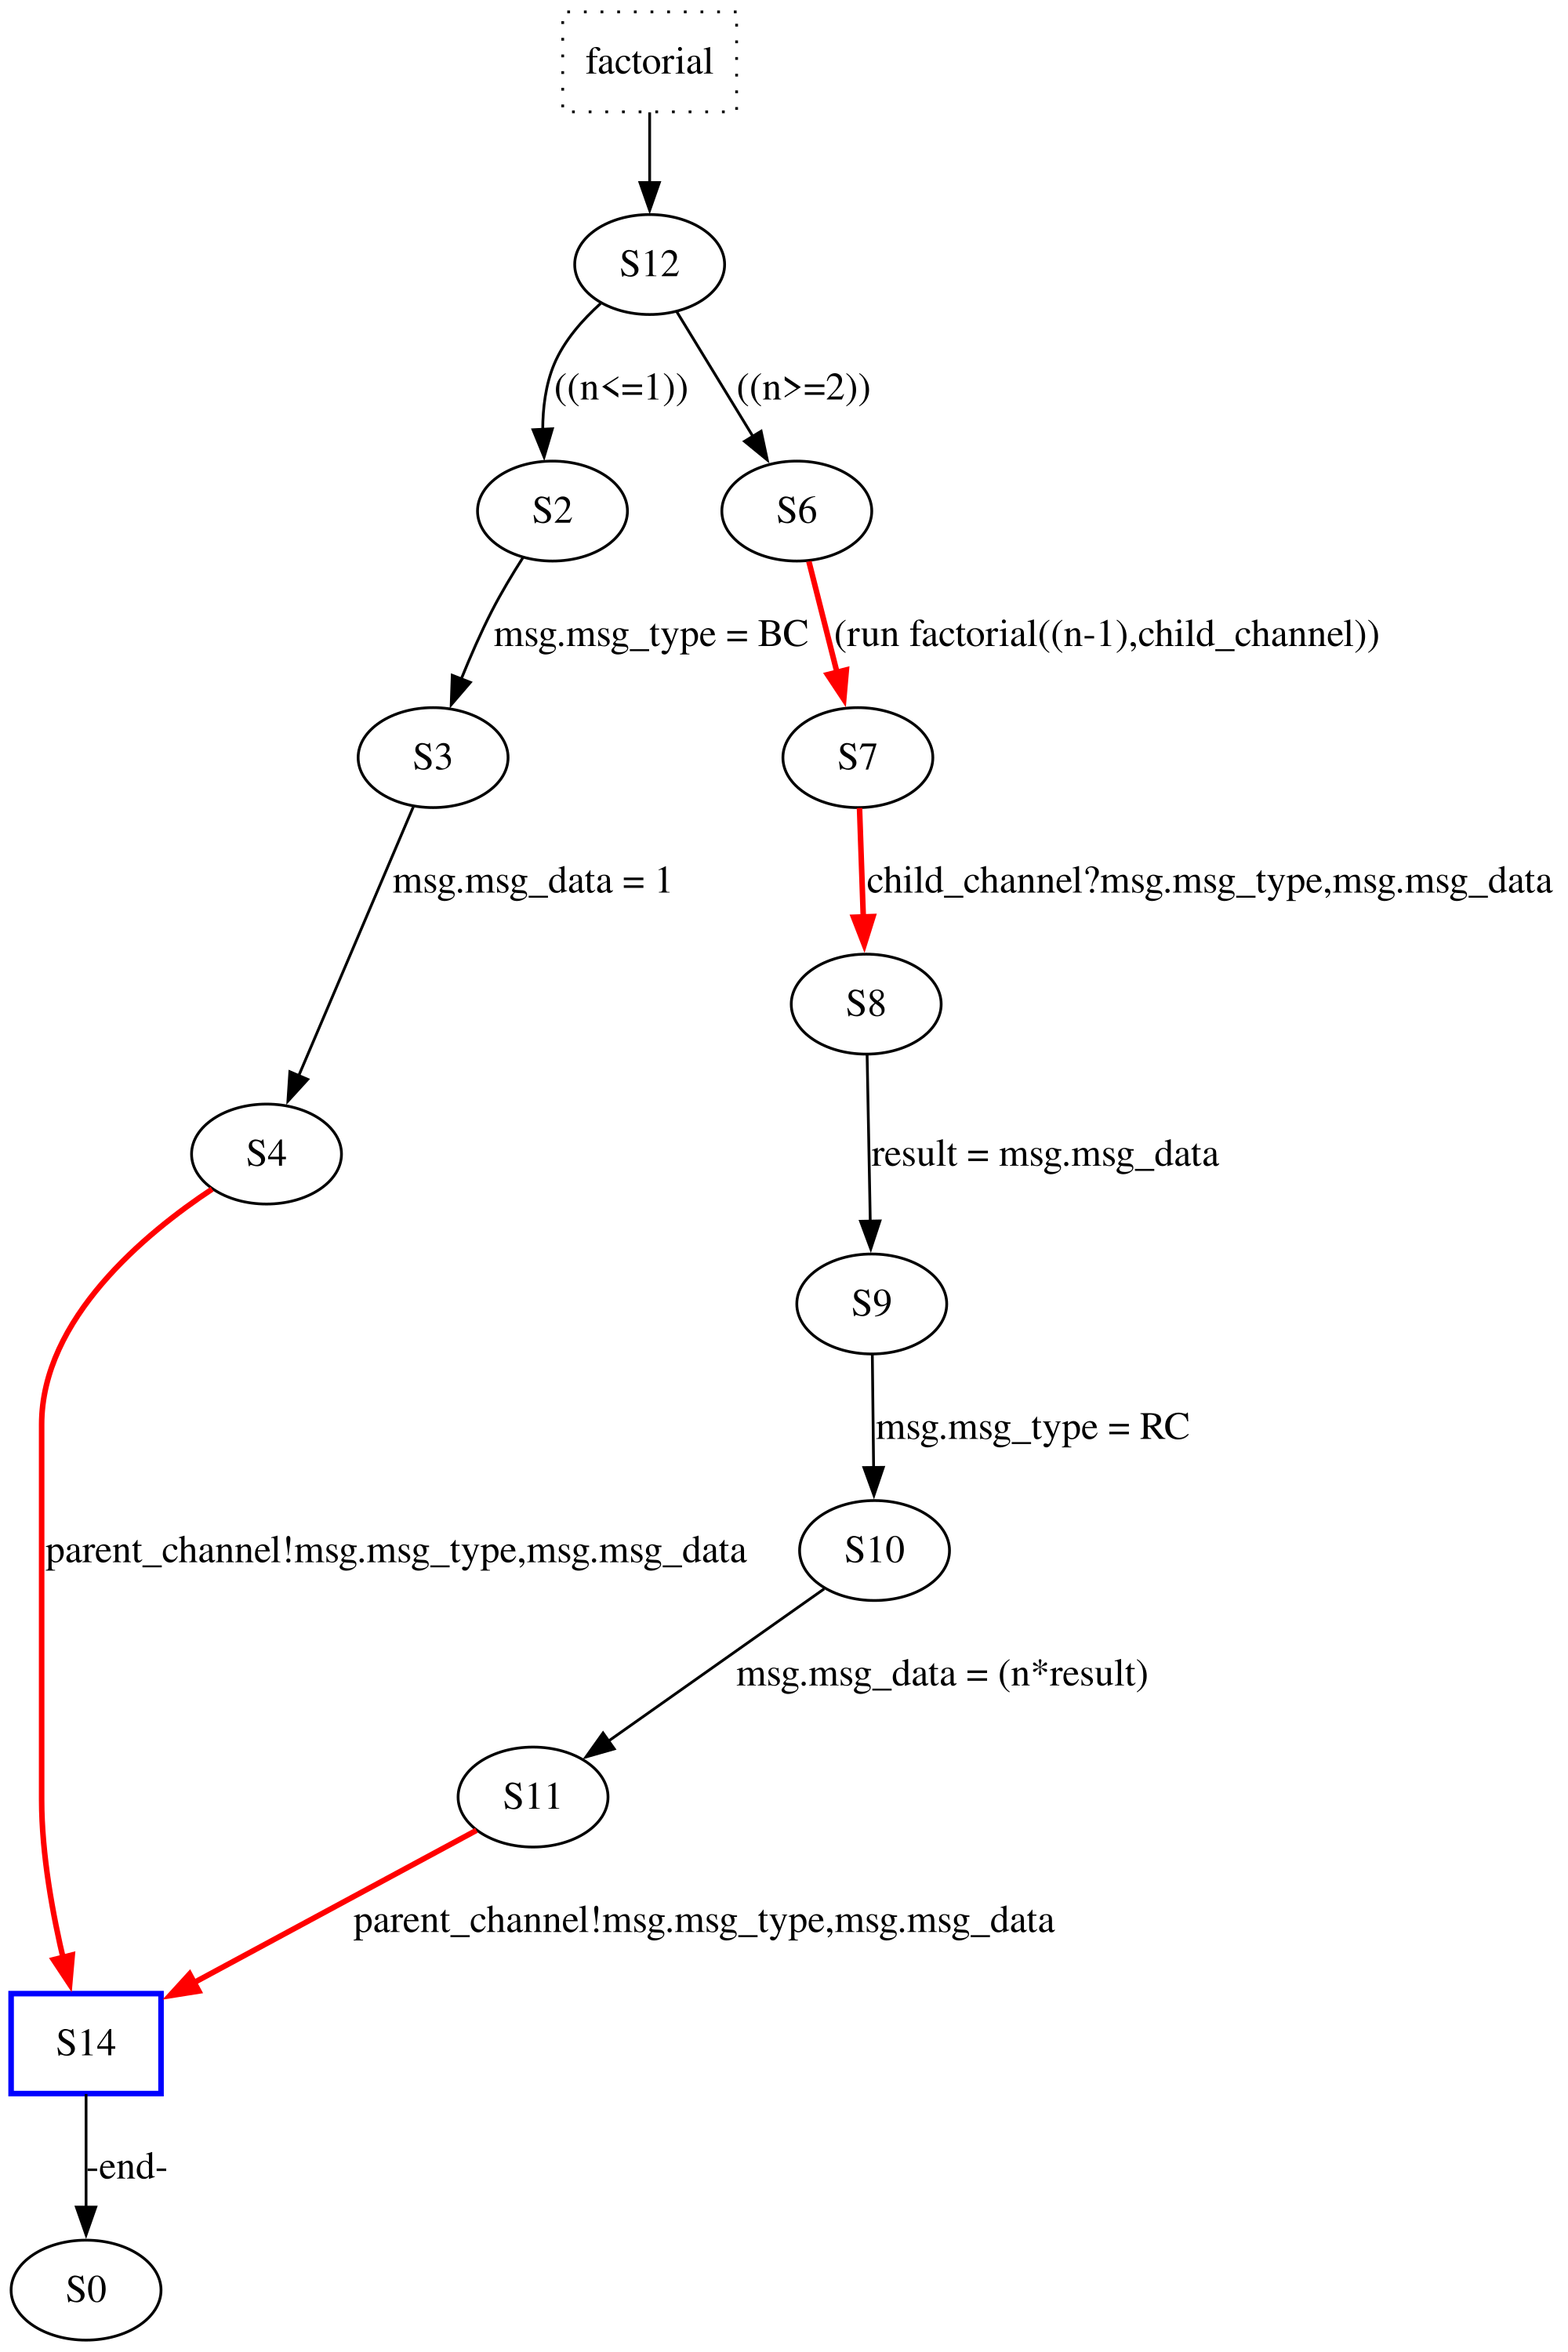 factorial
S12
((n<=1))
((n>=2))
S2
S6
msg.msg_type = BC
(run factorial((n-1),child_channel))
S3
S7
msg.msg_data = 1
child_channel?msg.msg_type,msg.msg_data
S8
S4
result = msg.msg_data
S9
msg.msg_type = RC
parent_channel!msg.msg_type,msg.msg_data
S10
msg.msg_data = (n*result)
S11
parent_channel!msg.msg_type,msg.msg_data
S14
-end-
S0